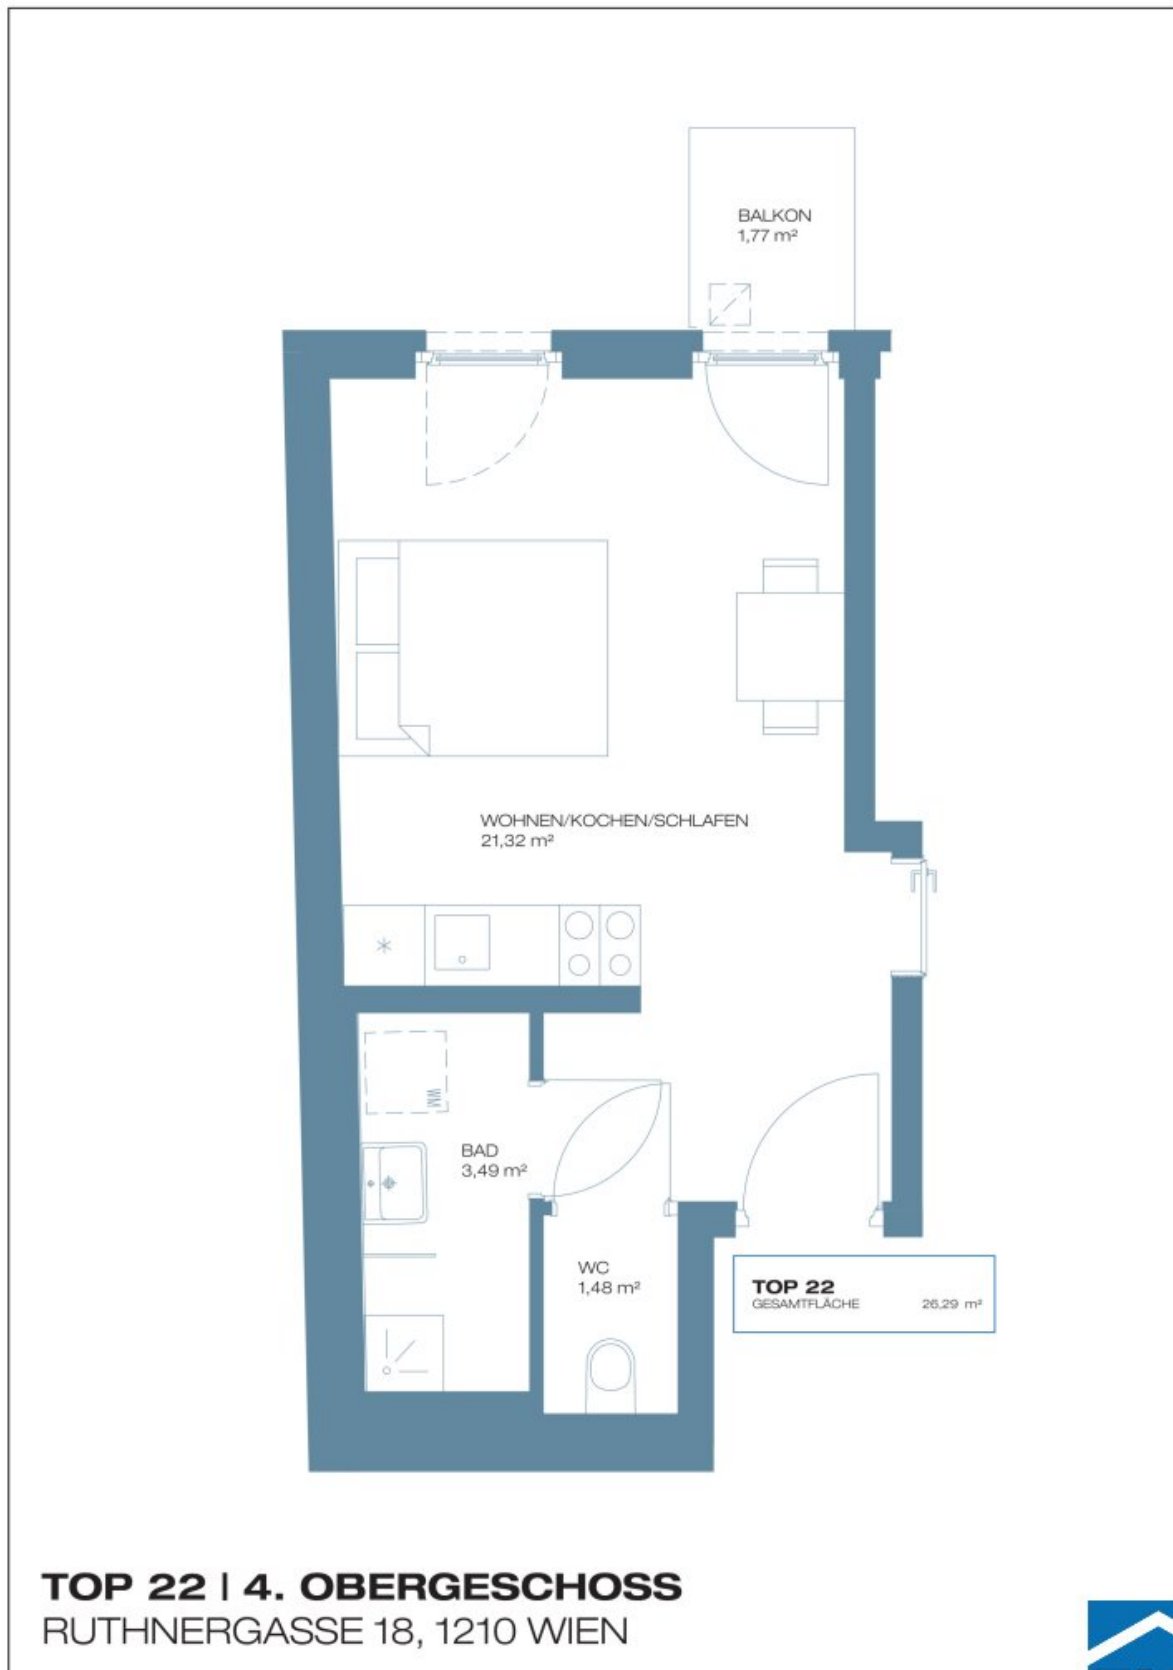 BALKON
1,77 m²
WOHNEN/KOCHEN/SCHLAFEN
21,32 m²
WM
BAD
3,49 m²
WC
1,48 m²
TOP 22
GESAMTFLÄCHE 26,29 m²
TOP 22 | 4. OBERGESCHOSS
RUTHNERGASSE 18, 1210 WIEN